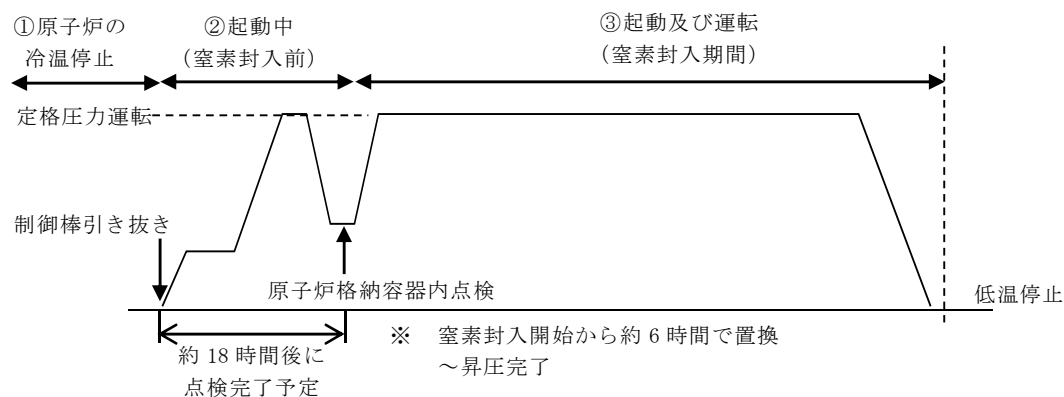 ①原子炉の
冷温停止
②起動中
(窒素封入前)
③起動及び運転
(窒素封入期間)
定格圧力運転
制御棒引き抜き
原子炉格納容器内点検
低温停止
約 18 時間後に
点検完了予定
※ 窒素封入開始から約 6 時間で置換
～昇圧完了